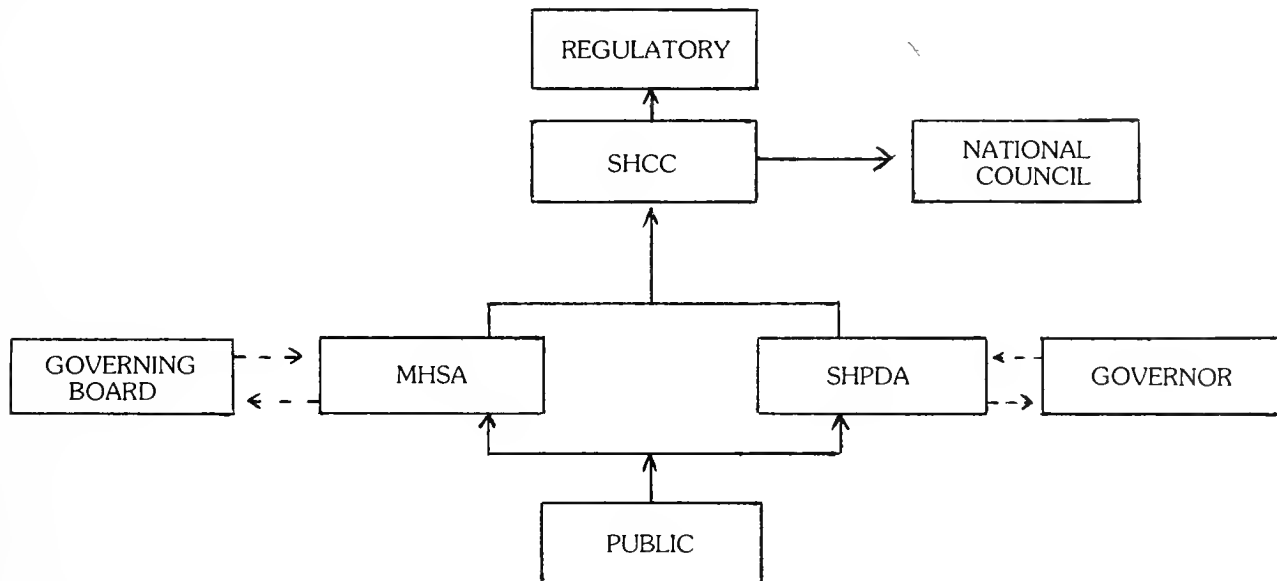 REGULATORY
SHCC
NATIONAL
COUNCIL
GOVERNING
BOARD
MHSA
SHPDA
GOVERNOR
PUBLIC